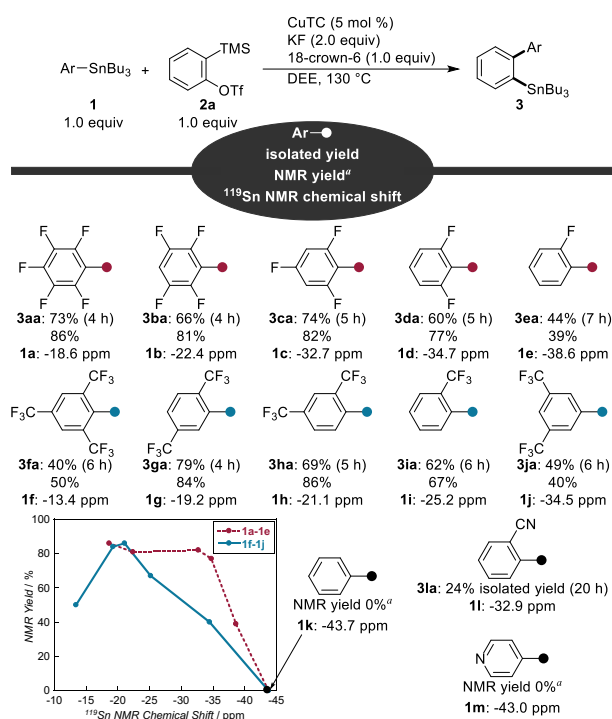 CuTC (5 mol %)
KF (2.0 equiv)
18-crown-6 (1.0 equiv)
DEE, 130 °C
Ar SnBu3 + TMS OTf Ar SnBu3
1 2a 3
1.0 equiv 1.0 equiv
Ar
isolated yield
NMR yieldᵃ
¹¹⁹Sn NMR chemical shift
F F F F F
F F F F
F F F F
F F F F
F
3aa: 73% (4 h) 3ba: 66% (4 h) 3ca: 74% (5 h) 3da: 60% (5 h) 3ea: 44% (7 h)
86% 81% 82% 77% 39%
1a: -18.6 ppm 1b: -22.4 ppm 1c: -32.7 ppm 1d: -34.7 ppm 1e: -38.6 ppm
CF3 CF3 CF3 CF3 CF3
F3C F3C
CF3 F3C F3C
3fa: 40% (6 h) 3ga: 79% (4 h) 3ha: 69% (5 h) 3ia: 62% (6 h) 3ja: 49% (6 h)
50% 84% 86% 67% 40%
1f: -13.4 ppm 1g: -19.2 ppm 1h: -21.1 ppm 1i: -25.2 ppm 1j: -34.5 ppm
100
80
60
40
20
0
NMR Yield / %
1a-1e
1f-1j
-10 -15 -20 -25 -30 -35 -40 -45
¹¹⁹Sn NMR Chemical Shift / ppm
NMR yield 0%ᵃ
1k: -43.7 ppm
CN
3la: 24% isolated yield (20 h)
1l: -32.9 ppm
N
NMR yield 0%ᵃ
1m: -43.0 ppm